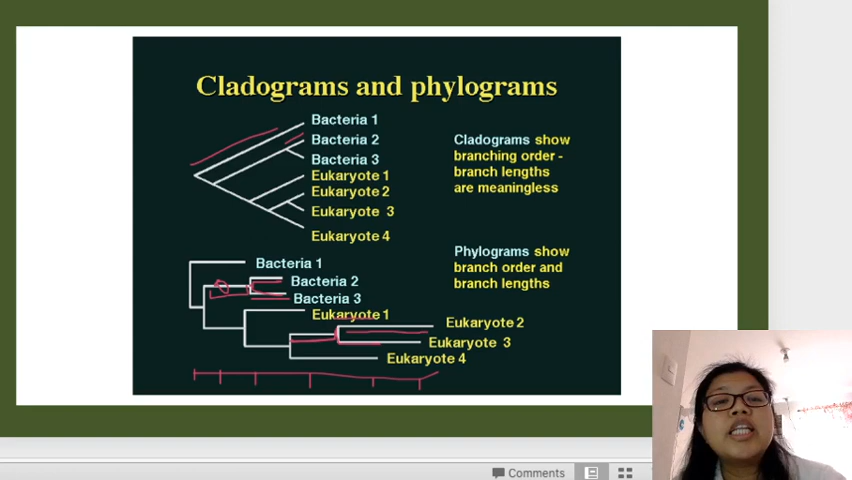 Cladograms and phylograms
Bacteria 1
Bacteria 2
Bacteria 3
Eukaryote 1
Eukaryote 2
Eukaryote 3
Eukaryote 4
Cladograms show
branching order -
branch lengths
are meaningless
Phylograms show
branch order and
branch lengths
Bacteria 1
Bacteria 2
Bacteria 3
Eukaryote 1
Eukaryote 2
Eukaryote 3
Eukaryote 4
Comments